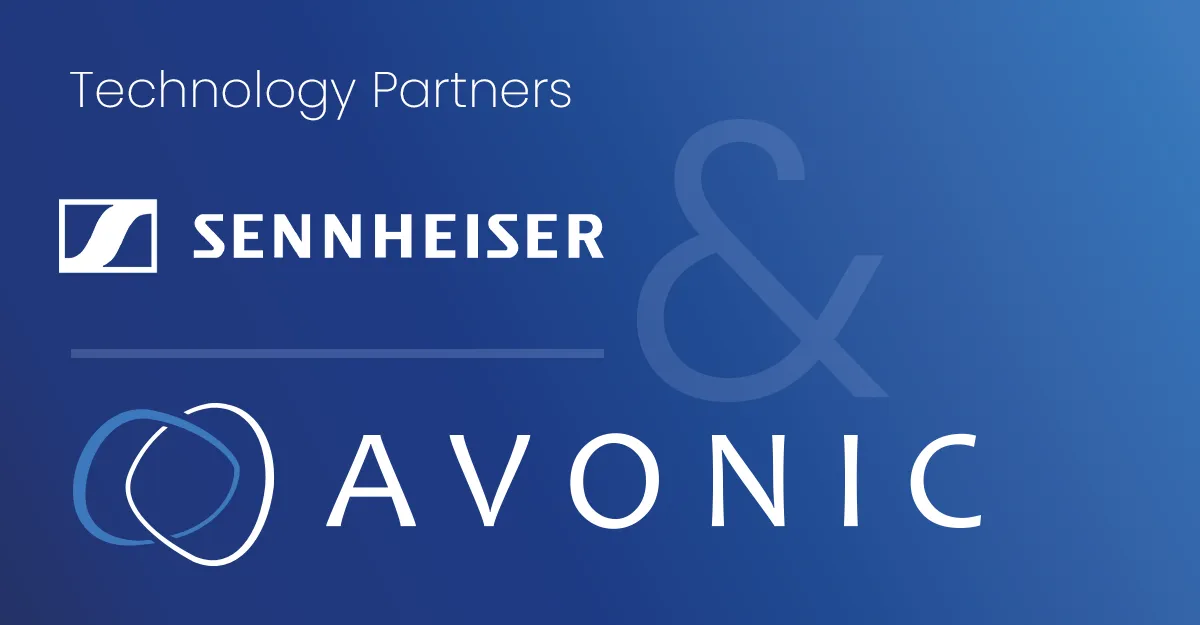 Technology Partners
SENNHEISER
&
AVONIC